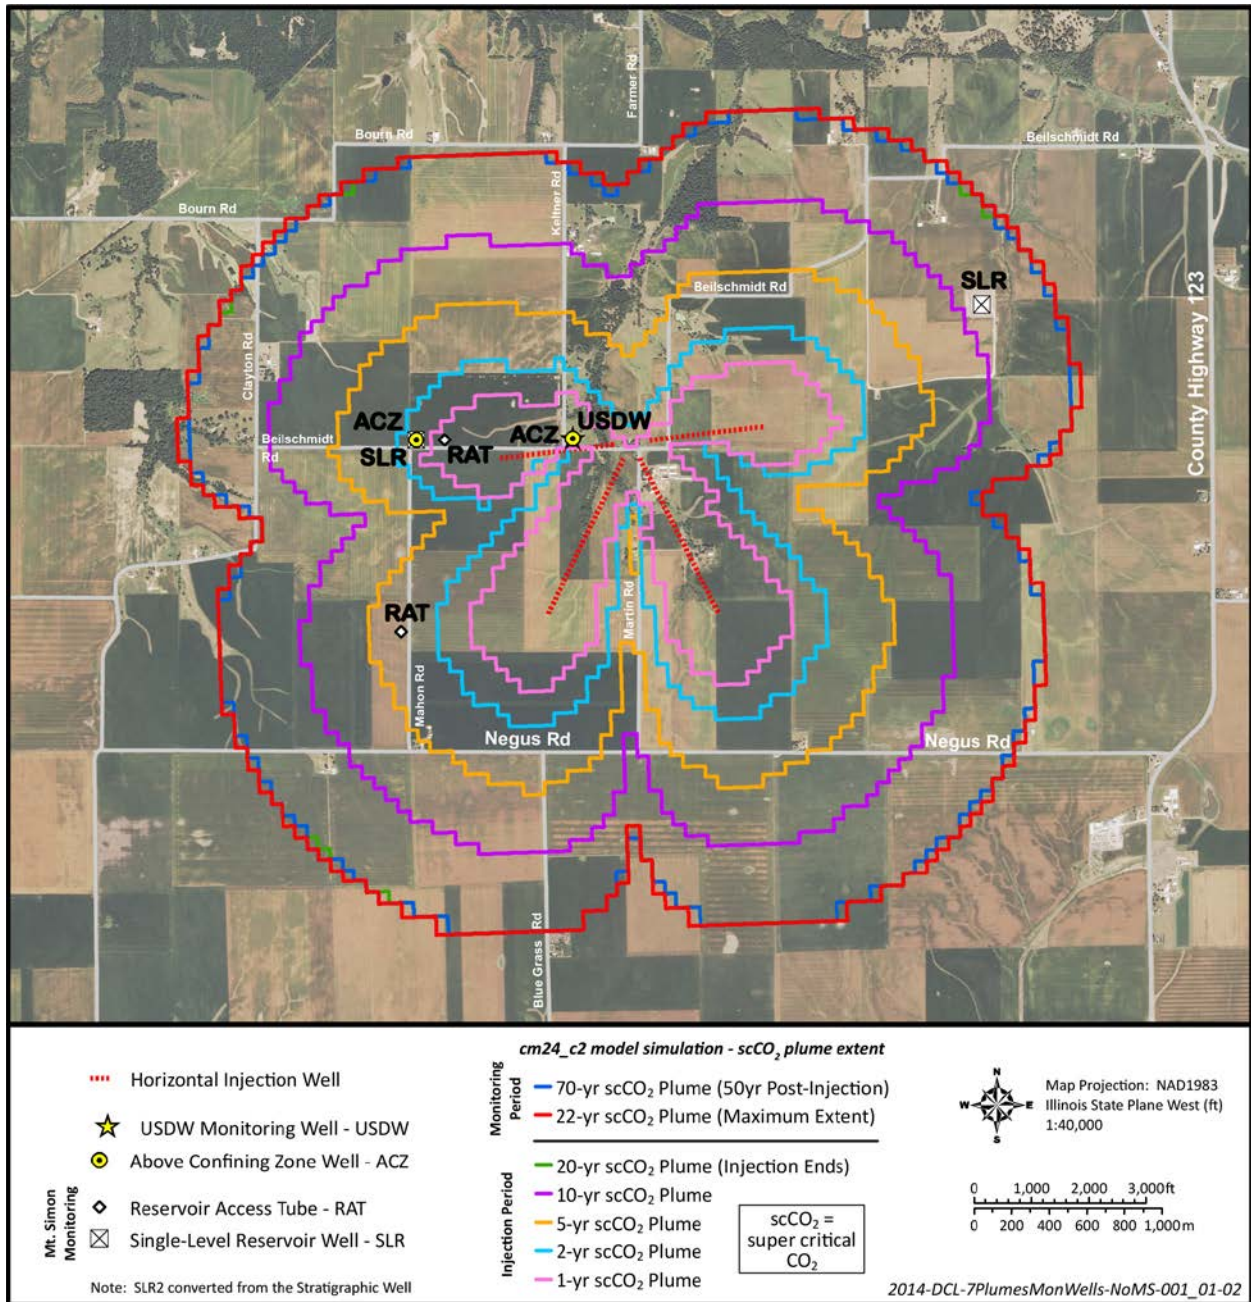 Farmer Rd
Bourn Rd
Beilschmidt Rd
Bourn Rd
Keltner Rd
Beilschmidt Rd
SLR
County Highway 123
Clayton Rd
ACZ
USDW
ACZ
Beilschmidt
Rd
SLR
RAT
RAT
Martin Rd
Mahon Rd
Negus Rd
Negus Rd
Blue Grass Rd
cm24_c2 model simulation - scCO₂ plume extent
Horizontal Injection Well
USDW Monitoring Well - USDW
Above Confining Zone Well - ACZ
Mt. Simon
Monitoring
Reservoir Access Tube - RAT
Single-Level Reservoir Well - SLR
Note: SLR2 converted from the Stratigraphic Well
Monitoring
Period
70-yr scCO₂ Plume (50yr Post-Injection)
22-yr scCO₂ Plume (Maximum Extent)
Injection Period
20-yr scCO₂ Plume (Injection Ends)
10-yr scCO₂ Plume
5-yr scCO₂ Plume
2-yr scCO₂ Plume
1-yr scCO₂ Plume
scCO₂ =
super critical
CO₂
N
W E
S
Map Projection: NAD1983
Illinois State Plane West (ft)
1:40,000
0 1,000 2,000 3,000ft
0 200 400 600 800 1,000m
2014-DCL-7PlumesMonWells-NoMS-001_01-02